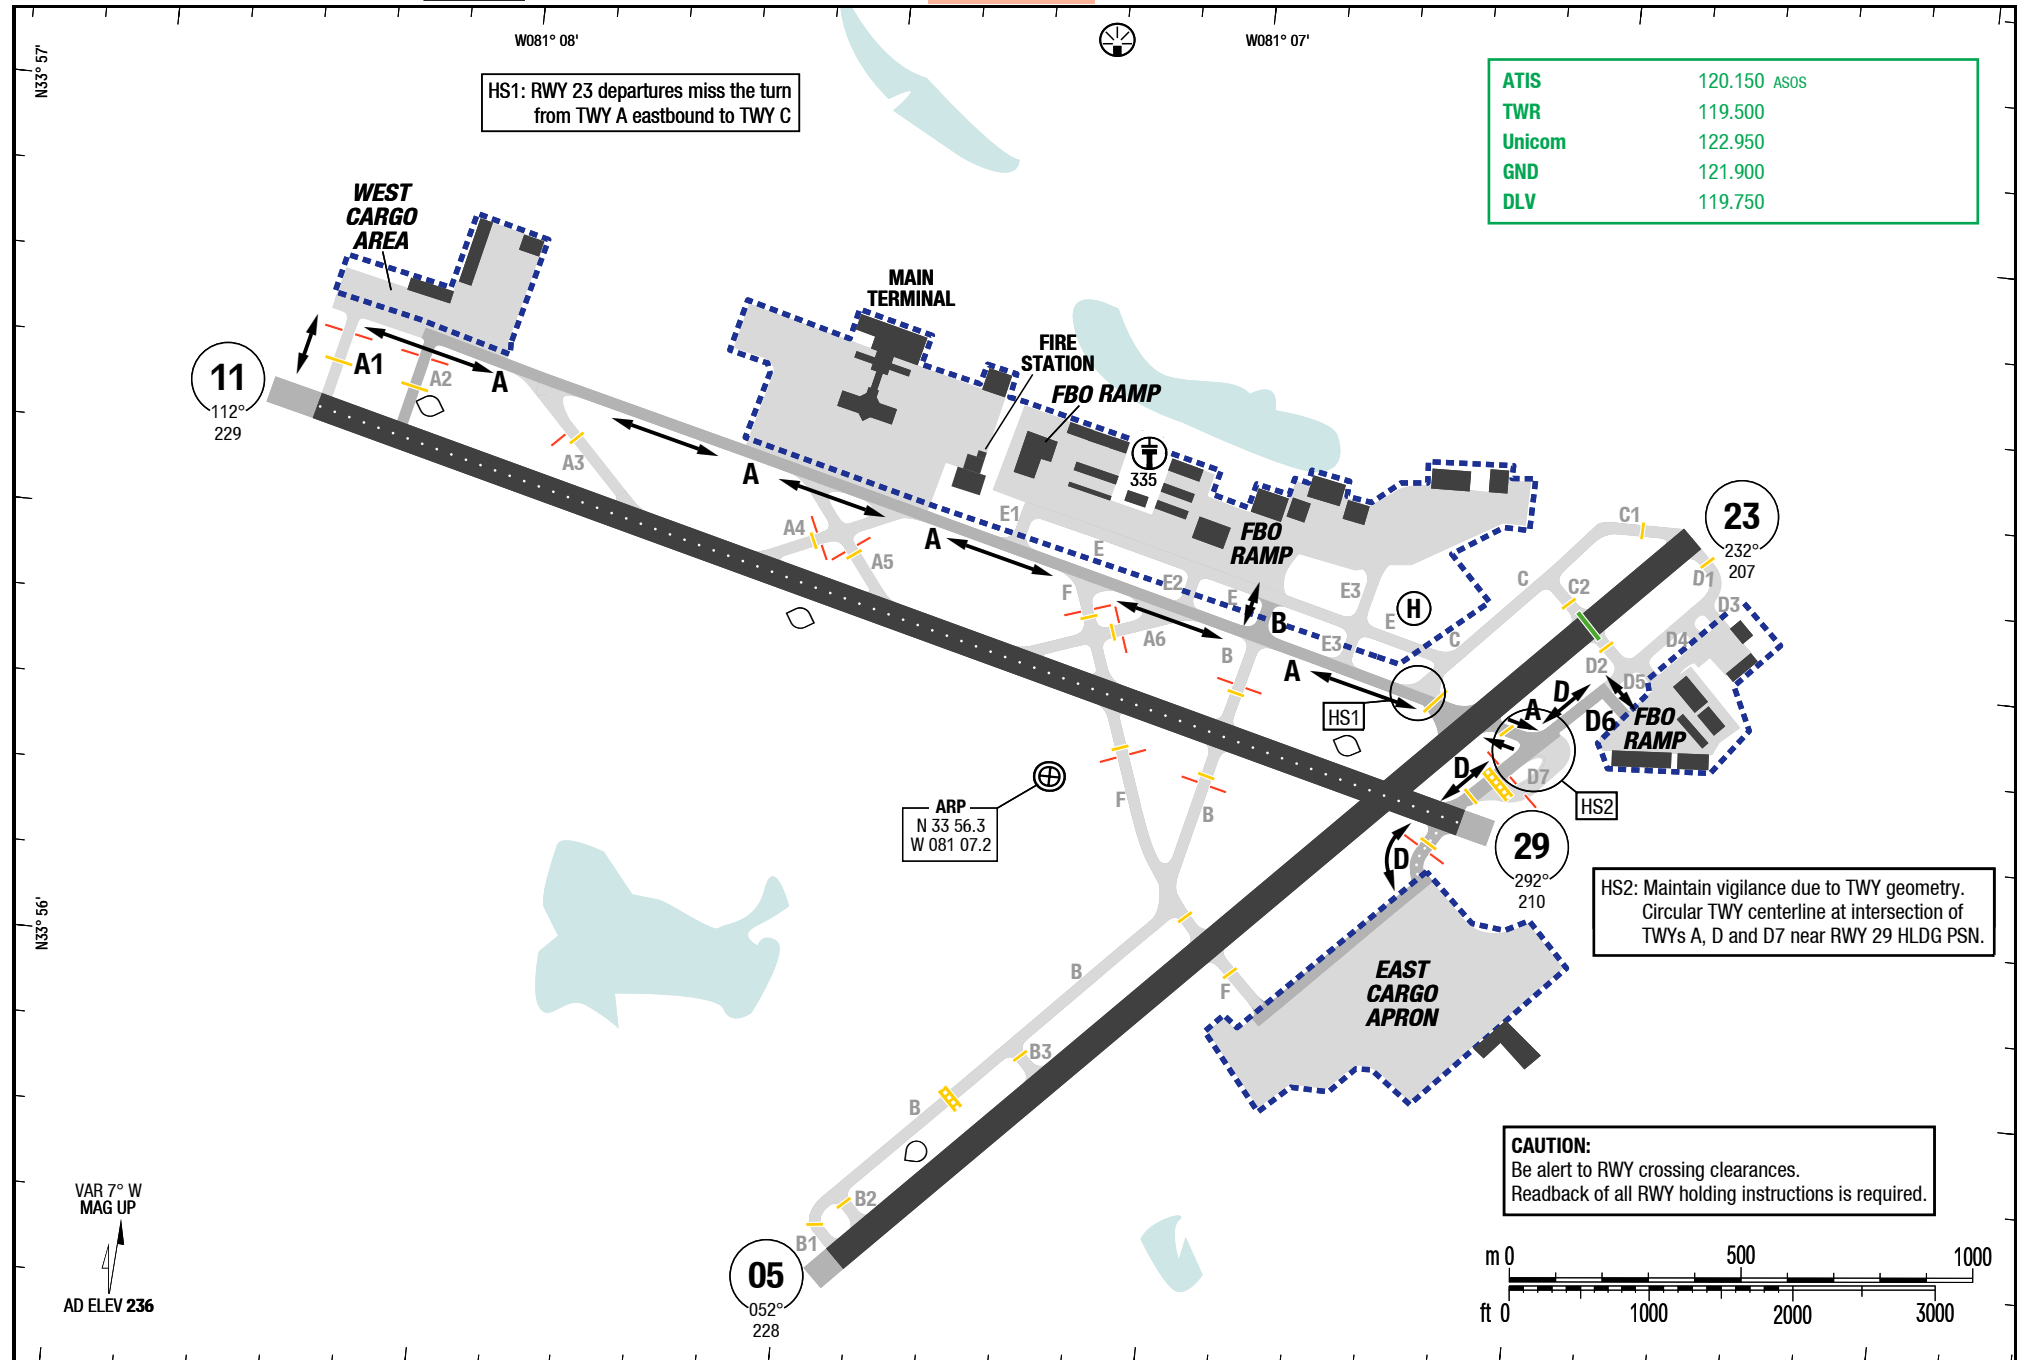 W081° 08'
W081° 07'
N33° 57'
HS1: RWY 23 departures miss the turn
from TWY A eastbound to TWY C
ATIS 120.150 ASOS
TWR 119.500
Unicom 122.950
GND 121.900
DLV 119.750
WEST
CARGO
AREA
MAIN
TERMINAL
FIRE
STATION
FBO RAMP
11
112°
229
A1
A2
A
A3
A
335
A4
A5
A
E1
E
E2
E
FBO
RAMP
E3
E
H
C1
C
C2
23
232°
207
D1
D3
D4
F
A6
B
B
E3
C
A
D2
D5
D
A
D6
FBO
RAMP
HS1
D
D7
HS2
ARP
N 33 56.3
W 081 07.2
F
B
D
29
292°
210
HS2: Maintain vigilance due to TWY geometry.
Circular TWY centerline at intersection of
TWYs A, D and D7 near RWY 29 HLDG PSN.
N33° 56'
B
F
EAST
CARGO
APRON
B3
B
B2
B1
05
052°
228
CAUTION:
Be alert to RWY crossing clearances.
Readback of all RWY holding instructions is required.
VAR 7° W
MAG UP
AD ELEV 236
m 0 500 1000
ft 0 1000 2000 3000